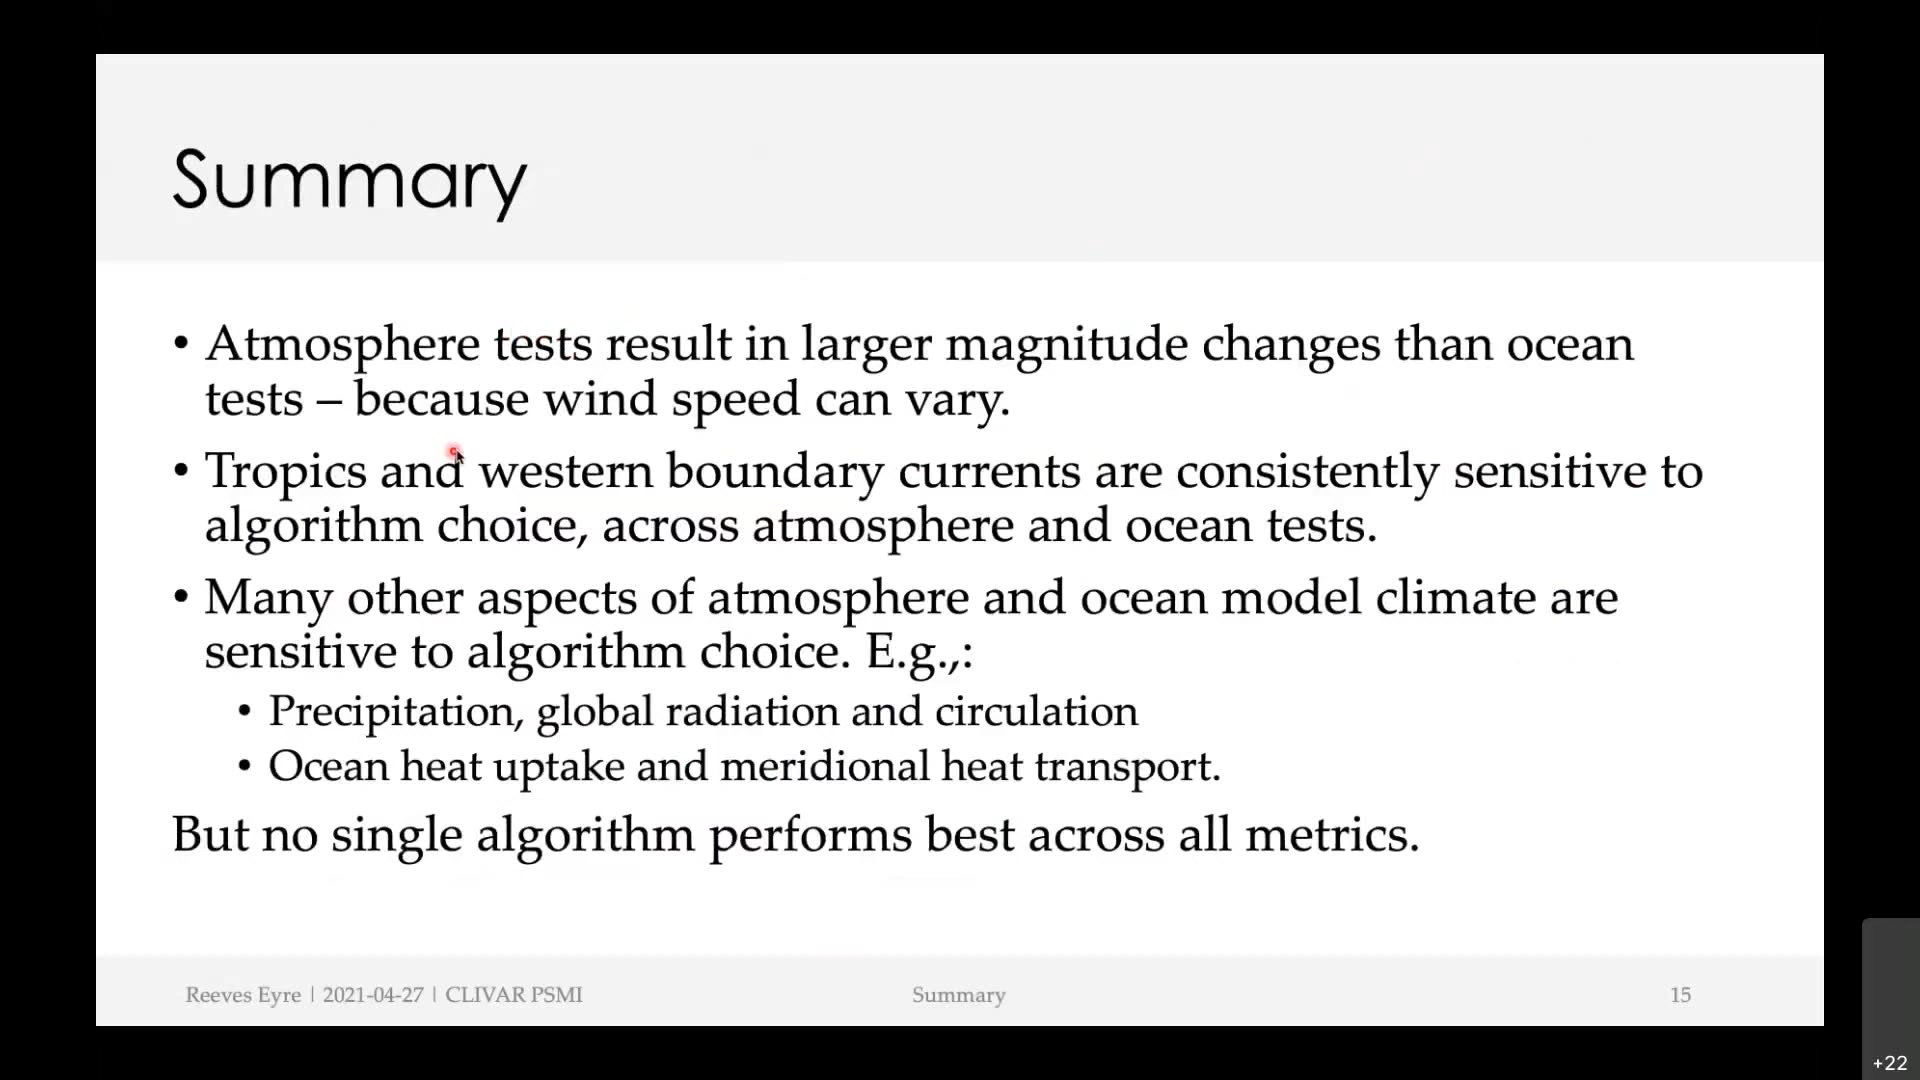 Summary
• Atmosphere tests result in larger magnitude changes than ocean
tests – because wind speed can vary.
• Tropics and western boundary currents are consistently sensitive to
algorithm choice, across atmosphere and ocean tests.
• Many other aspects of atmosphere and ocean model climate are
sensitive to algorithm choice. E.g.,:
• Precipitation, global radiation and circulation
• Ocean heat uptake and meridional heat transport.
But no single algorithm performs best across all metrics.
Reeves Eyre | 2021-04-27 | CLIVAR PSMI
Summary
15
+22